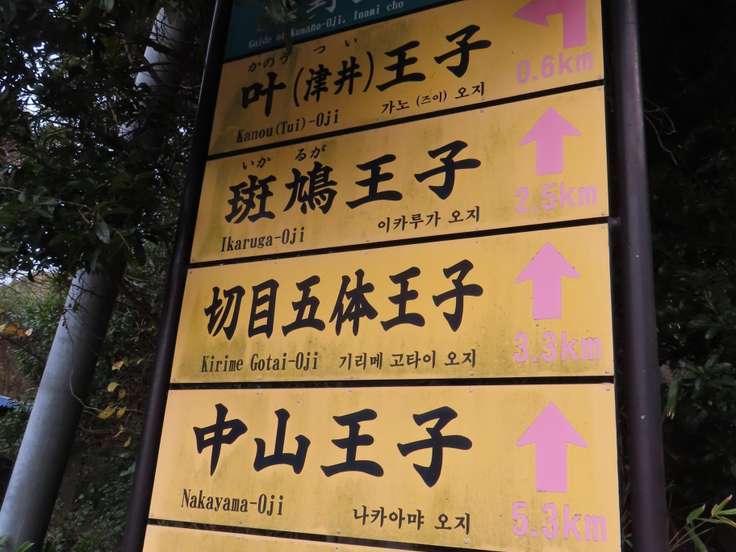 Guide of Kumano-Oji, Inami cho
かのう つい
叶(津井)王子
Kanou(Tui)-Oji 가노 (즈이) 오지
0.6km
いか るが
斑鳩王子
Ikaruga-Oji 이카루가 오지
2.5km
切目五体王子
Kirime Gotai-Oji 기리메 고타이 오지
3.3km
中山王子
Nakayama-Oji 나카아먀 오지
5.3km